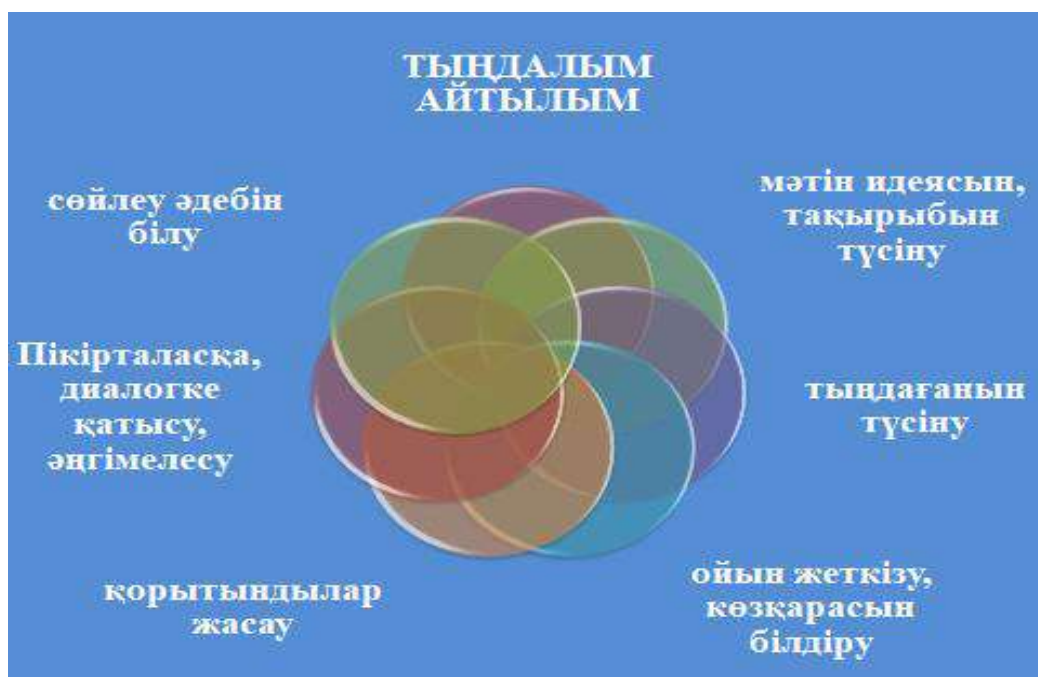 ТЫҢДАЛЫМ
АЙТЫЛЫМ
мәтін идеясын,
тақырыбын
түсіну
тыңдағанын
түсіну
ойын жеткізу,
көзқарасын
білдіру
қорытындылар
жасау
Пікірталасқа,
диалогке
қатысу,
әңгімелесу
сөйлеу әдебін
білу